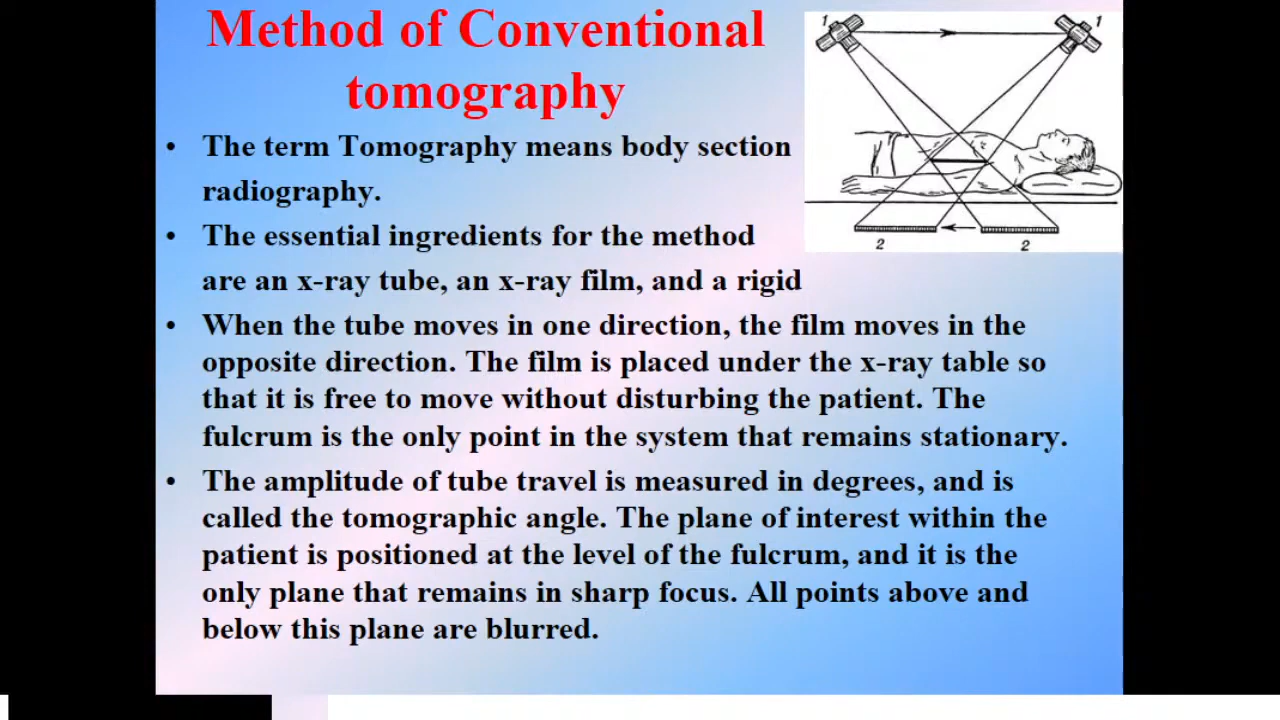 Method of Conventional
tomography
1
1
2
2
• The term Tomography means body section
radiography.
• The essential ingredients for the method
are an x-ray tube, an x-ray film, and a rigid
• When the tube moves in one direction, the film moves in the
opposite direction. The film is placed under the x-ray table so
that it is free to move without disturbing the patient. The
fulcrum is the only point in the system that remains stationary.
• The amplitude of tube travel is measured in degrees, and is
called the tomographic angle. The plane of interest within the
patient is positioned at the level of the fulcrum, and it is the
only plane that remains in sharp focus. All points above and
below this plane are blurred.